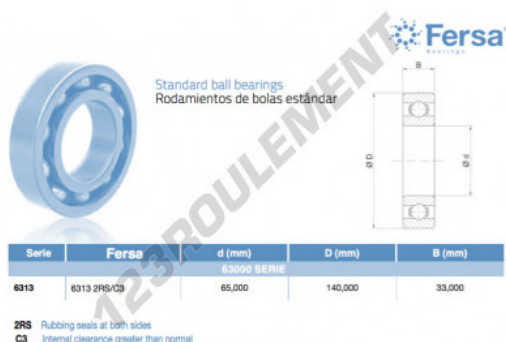 Fersa
Bearings
Standard ball bearings
Rodamientos de bolas estándar
B
Ø D
Ø d
123ROULEMENT
Serie Fersa d (mm) D (mm) B (mm)
63000 SERIE
6313 6313 2RS/C3 65,000 140,000 33,000
2RS Rubbing seals at both sides
C3 Internal clearance greater than normal